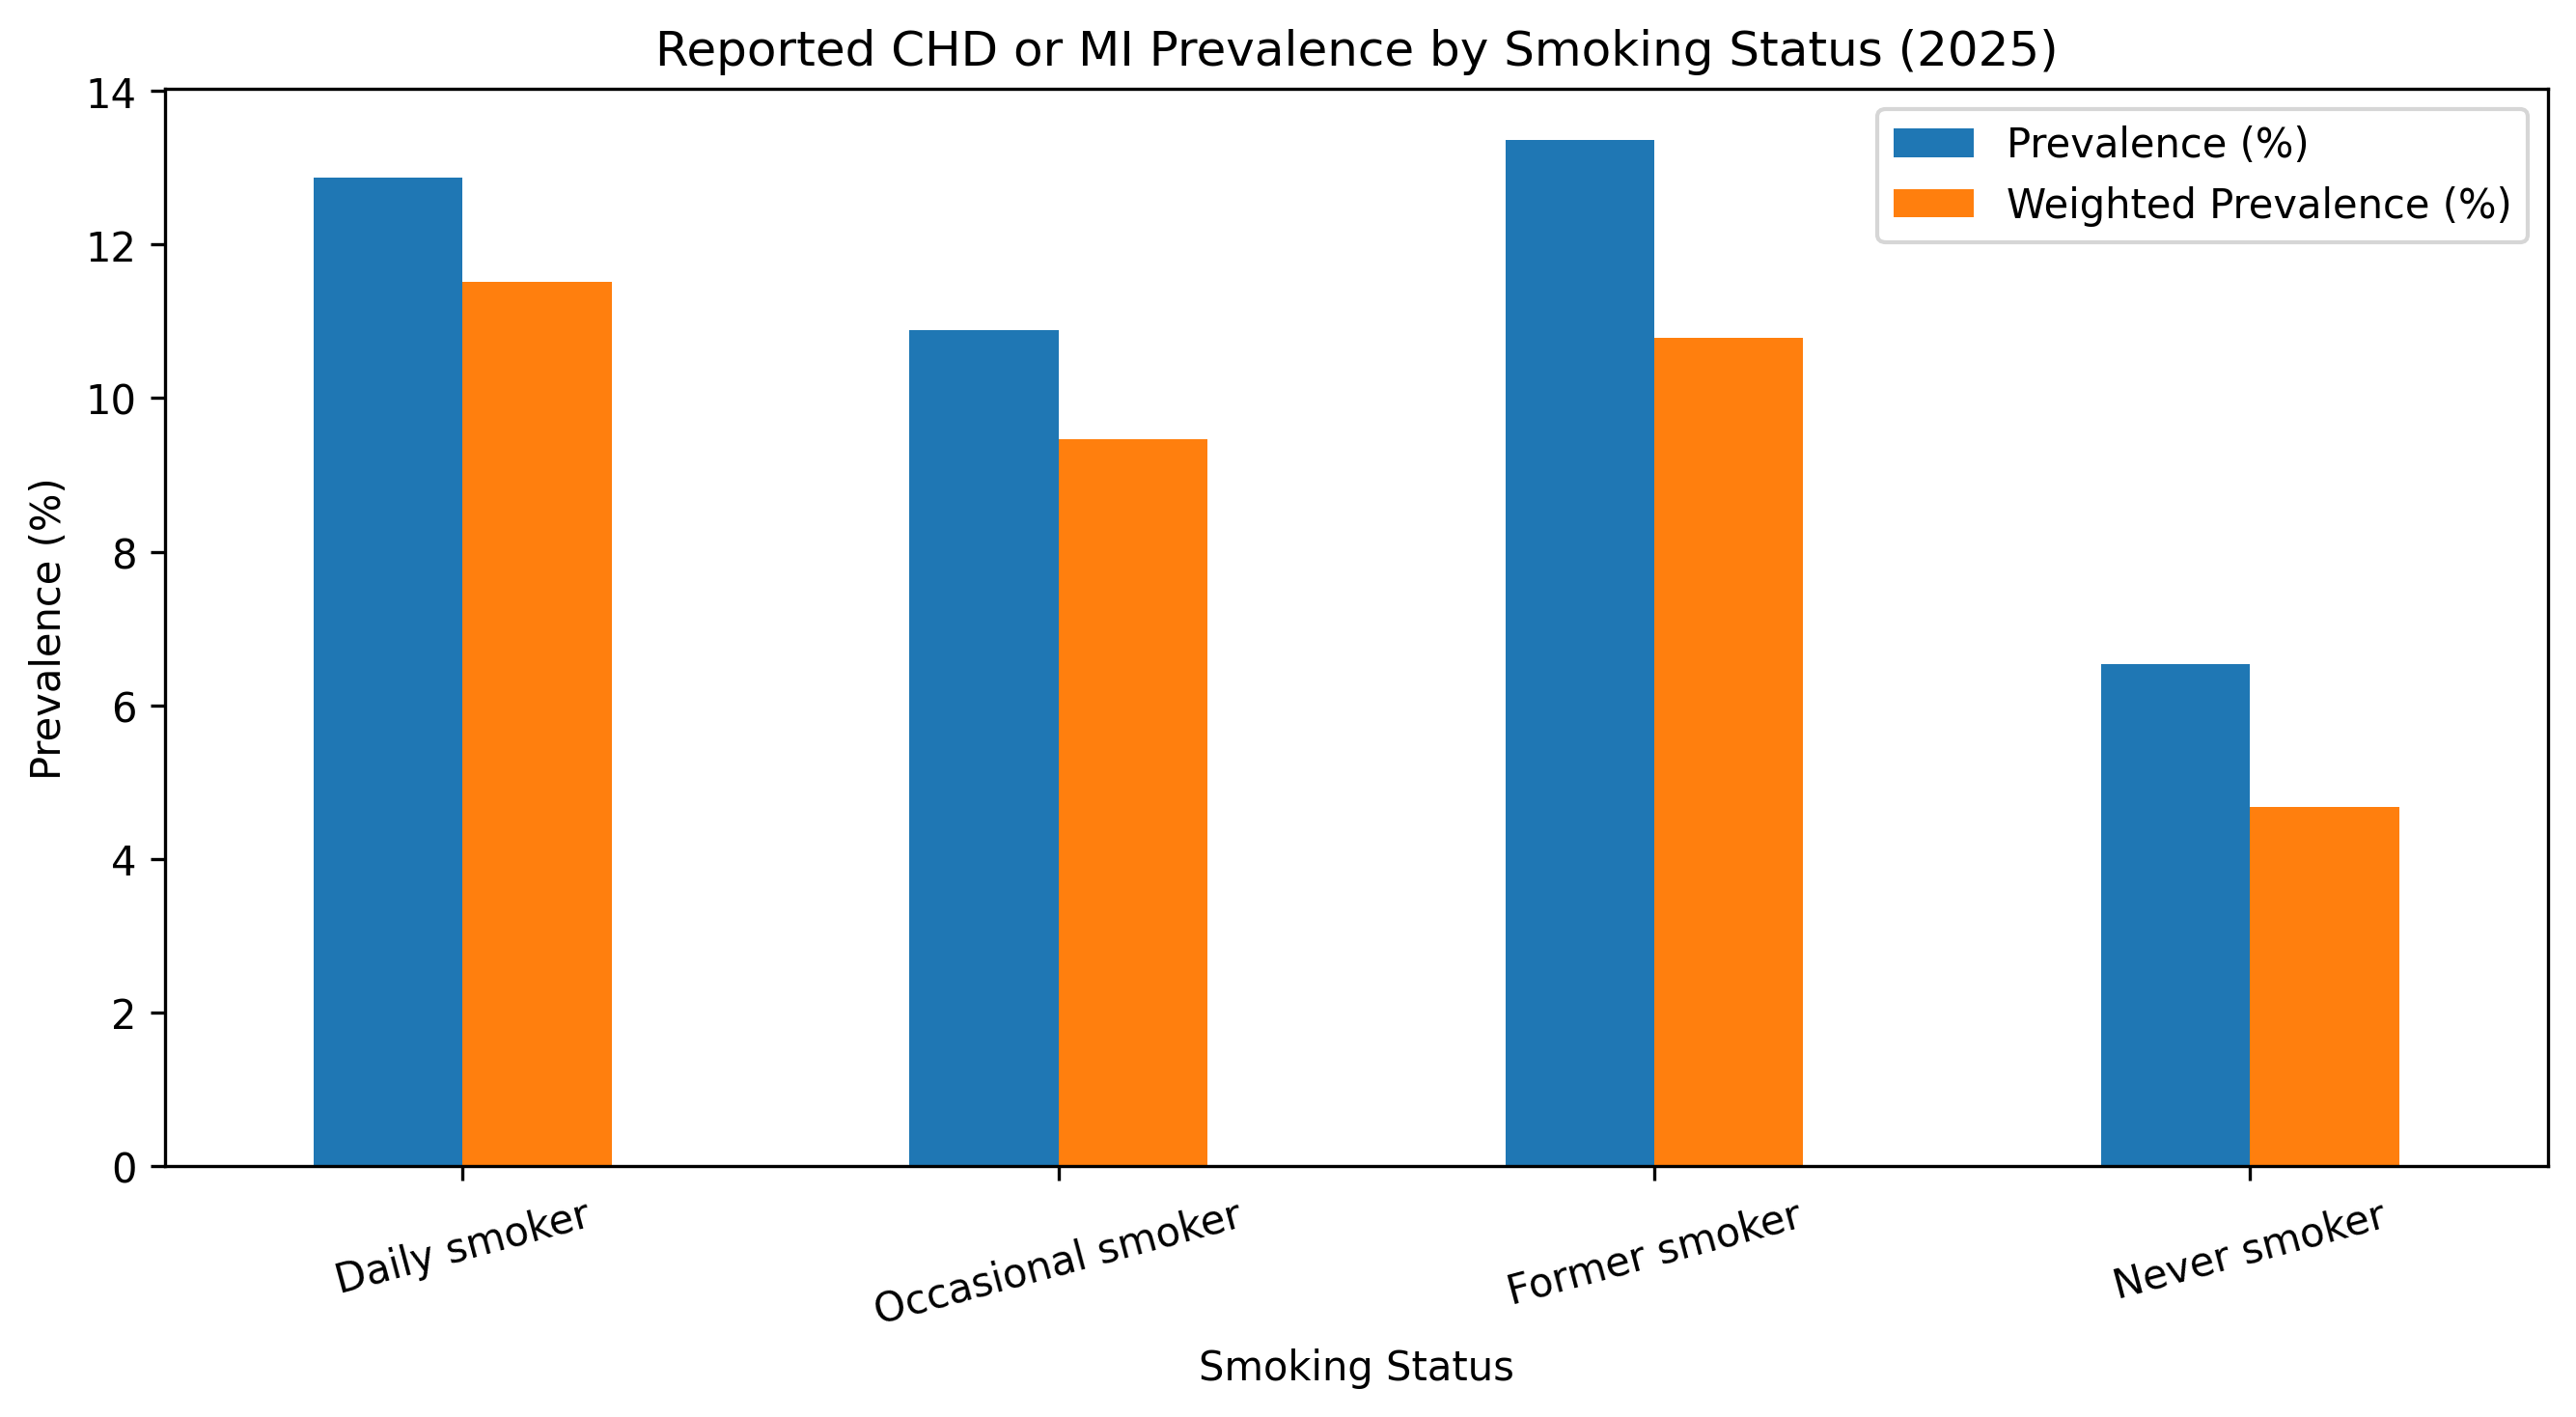 Reported CHD or MI Prevalence by Smoking Status (2025)
Prevalence (%)
Weighted Prevalence (%)
Prevalence (%)
14
12
10
8
6
4
2
0
Daily smoker
Occasional smoker
Former smoker
Never smoker
Smoking Status